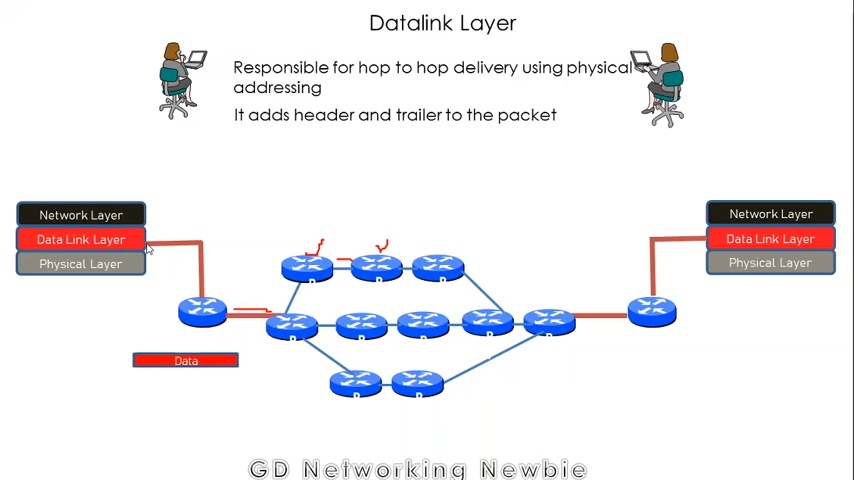 Datalink Layer
Responsible for hop to hop delivery using physical
addressing
It adds header and trailer to the packet
Network Layer
Data Link Layer
Physical Layer
Network Layer
Data Link Layer
Physical Layer
Data
GD Networking Newbie